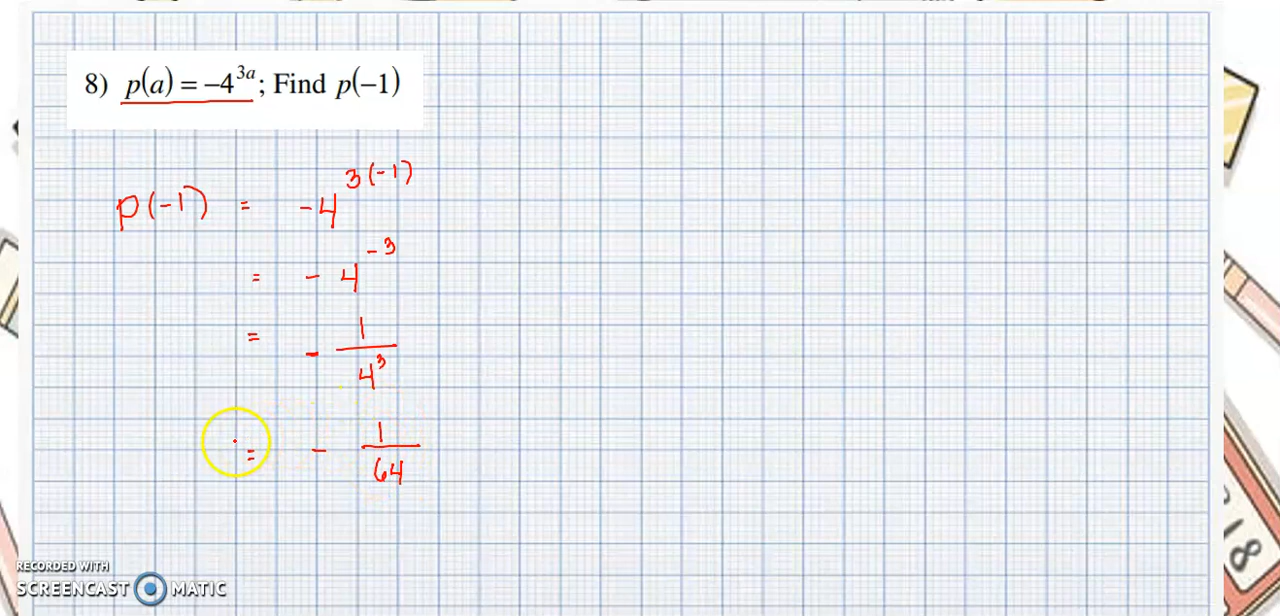 8) p(a) = –4^{3a}; Find p(–1)
p(-1) = -4^{3(-1)}
= -4^{-3}
= - 1/4^3
= - 1/64
RECORDED WITH
SCREENCAST MATIC